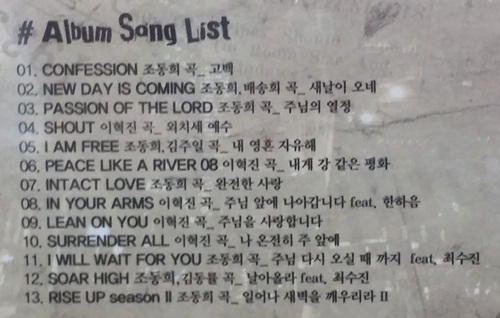 # Album Song List
01. CONFESSION 조동희 곡_ 고백
02. NEW DAY IS COMING 조동희,배송희 곡_ 새날이 오네
03. PASSION OF THE LORD 조동희 곡_ 주님의 열정
04. SHOUT 이혁진 곡_ 외치세 예수
05. I AM FREE 조동희,김주일 곡_ 내 영혼 자유해
06. PEACE LIKE A RIVER 08 이혁진 곡_ 내게 강 같은 평화
07. INTACT LOVE 조동희 곡_ 완전한 사랑
08. IN YOUR ARMS 이혁진 곡_ 주님 앞에 나아갑니다 feat. 한하음
09. LEAN ON YOU 이혁진 곡_ 주님을 사랑합니다
10. SURRENDER ALL 이혁진 곡_ 나 온전히 주 앞에
11. I WILL WAIT FOR YOU 조동희 곡_ 주님 다시 오실 때 까지 feat. 최수진
12. SOAR HIGH 조동희,김동률 곡_ 날아올라 feat. 최수진
13. RISE UP season II 조동희 곡_ 일어나 새벽을 깨우리라 II